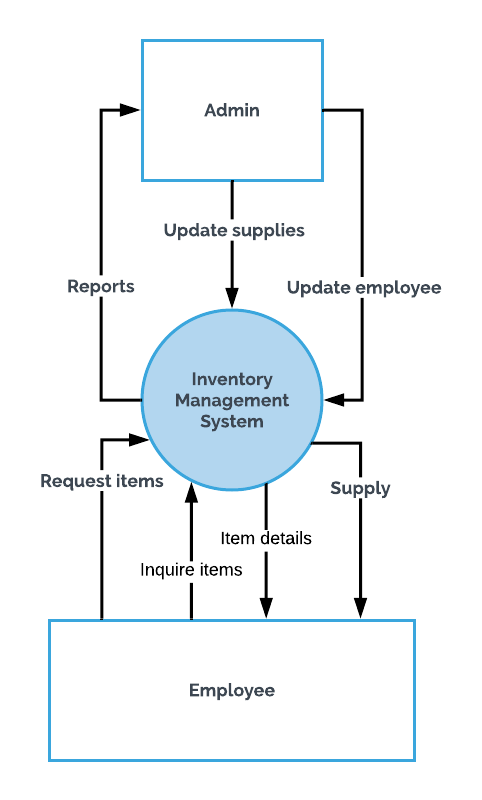 Admin
Update supplies
Reports
Update employee
Inventory
Management
System
Request items
Supply
Item details
Inquire items
Employee